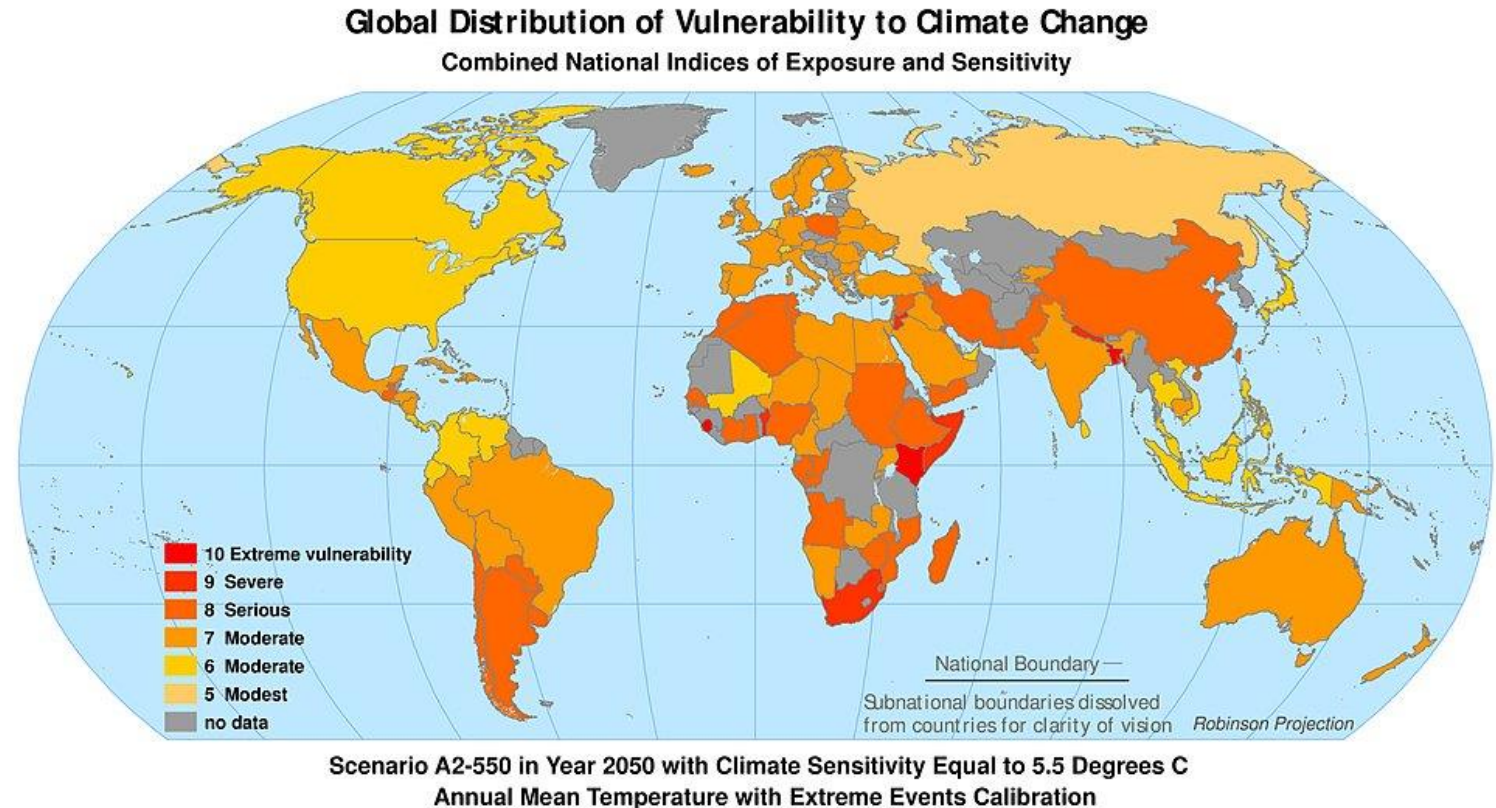 Global Distribution of Vulnerability to Climate Change
Combined National Indices of Exposure and Sensitivity
10 Extreme vulnerability
9 Severe
8 Serious
7 Moderate
6 Moderate
5 Modest
no data
National Boundary —
Subnational boundaries dissolved
from countries for clarity of vision
Robinson Projection
Scenario A2-550 in Year 2050 with Climate Sensitivity Equal to 5.5 Degrees C
Annual Mean Temperature with Extreme Events Calibration